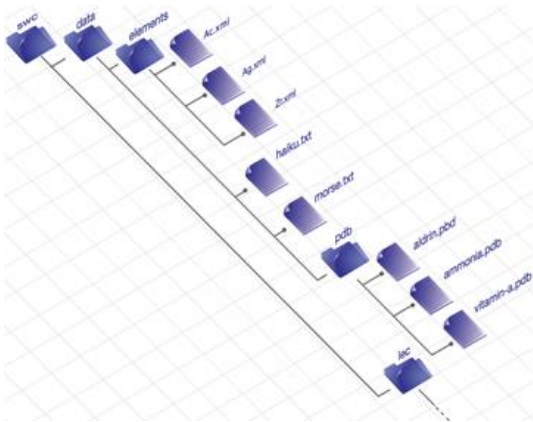 swc
data
elements
Ac.xml
Ag.xml
Zr.xml
haiku.txt
morse.txt
pdb
aldrin.pbd
ammonia.pdb
vitamin-a.pdb
lec